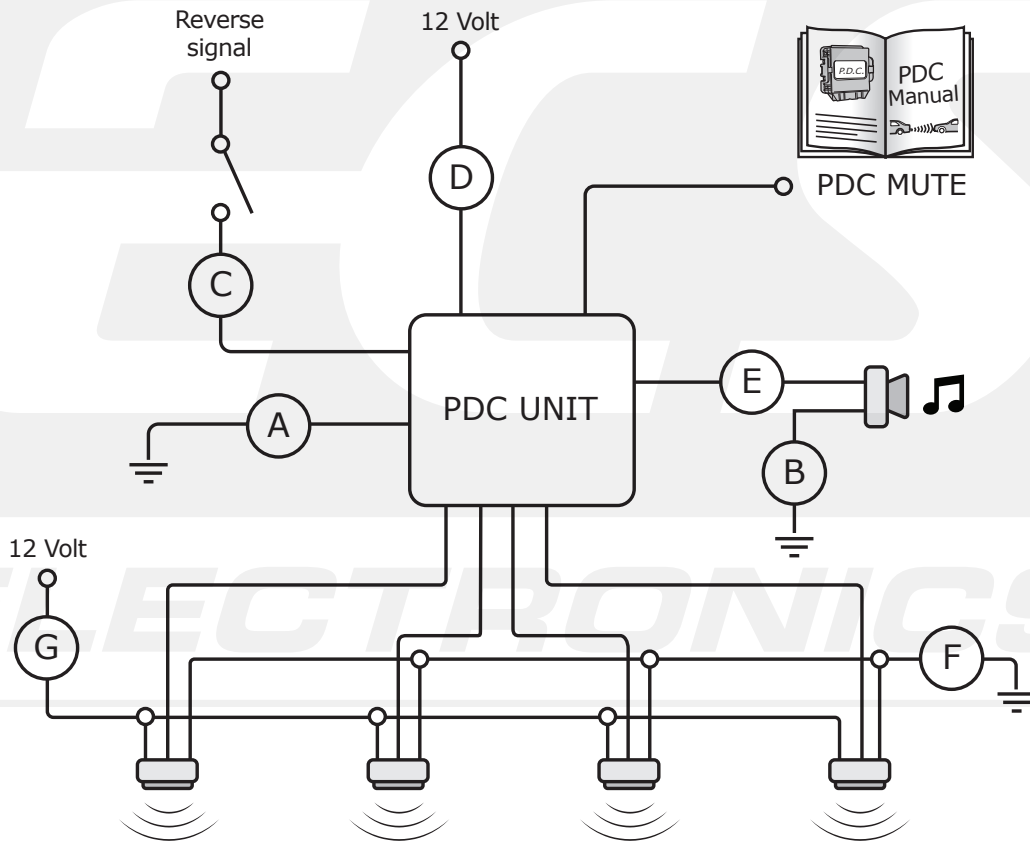 Reverse
signal
12 Volt
P.D.C.
PDC
Manual
PDC MUTE
D
C
PDC UNIT
E
A
B
12 Volt
ELECTRONICS
G
F